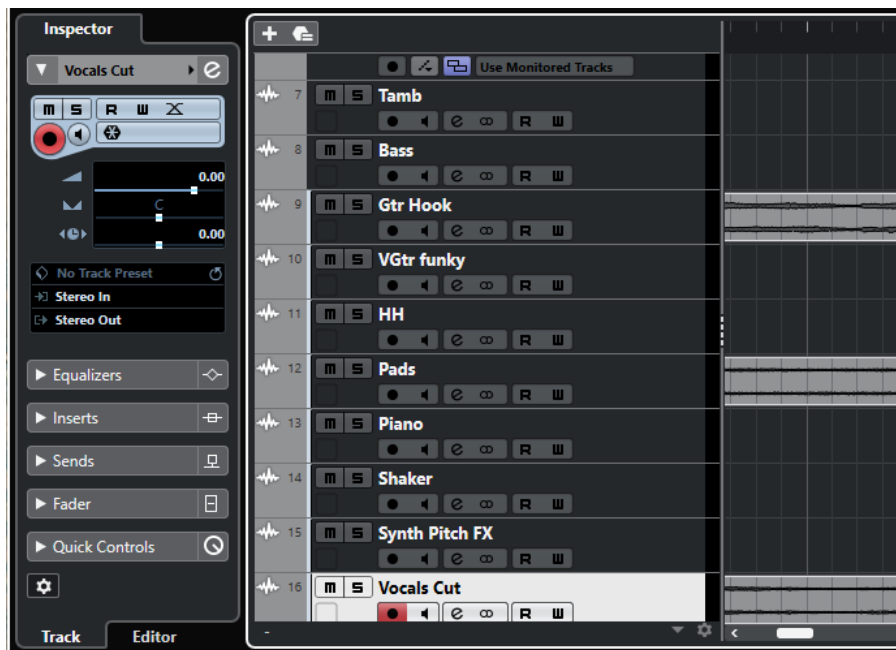 Inspector
Vocals Cut
m S R W
0.00
C
0.00
No Track Preset
Stereo In
Stereo Out
Equalizers
Inserts
Sends
Fader
Quick Controls
Track Editor
Use Monitored Tracks
7 m S Tamb
e R W
8 m S Bass
e R W
9 m S Gtr Hook
e R W
10 m S VGtr funky
e R W
11 m S HH
e R W
12 m S Pads
e R W
13 m S Piano
e R W
14 m S Shaker
e R W
15 m S Synth Pitch FX
e R W
16 m S Vocals Cut
e R W